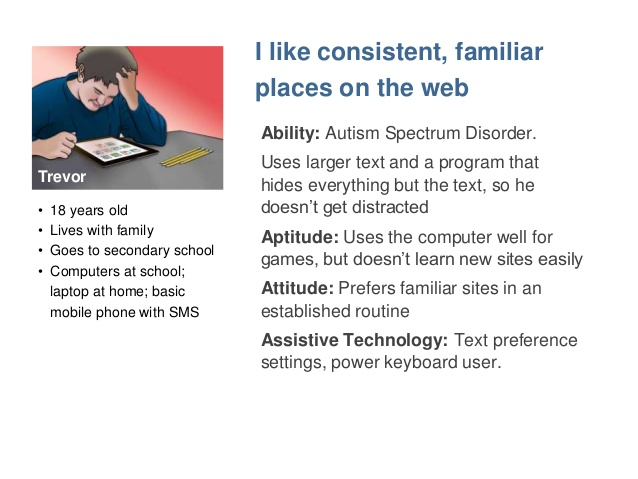 I like consistent, familiar
places on the web
Trevor
• 18 years old
• Lives with family
• Goes to secondary school
• Computers at school;
laptop at home; basic
mobile phone with SMS
Ability: Autism Spectrum Disorder.
Uses larger text and a program that
hides everything but the text, so he
doesn’t get distracted
Aptitude: Uses the computer well for
games, but doesn’t learn new sites easily
Attitude: Prefers familiar sites in an
established routine
Assistive Technology: Text preference
settings, power keyboard user.